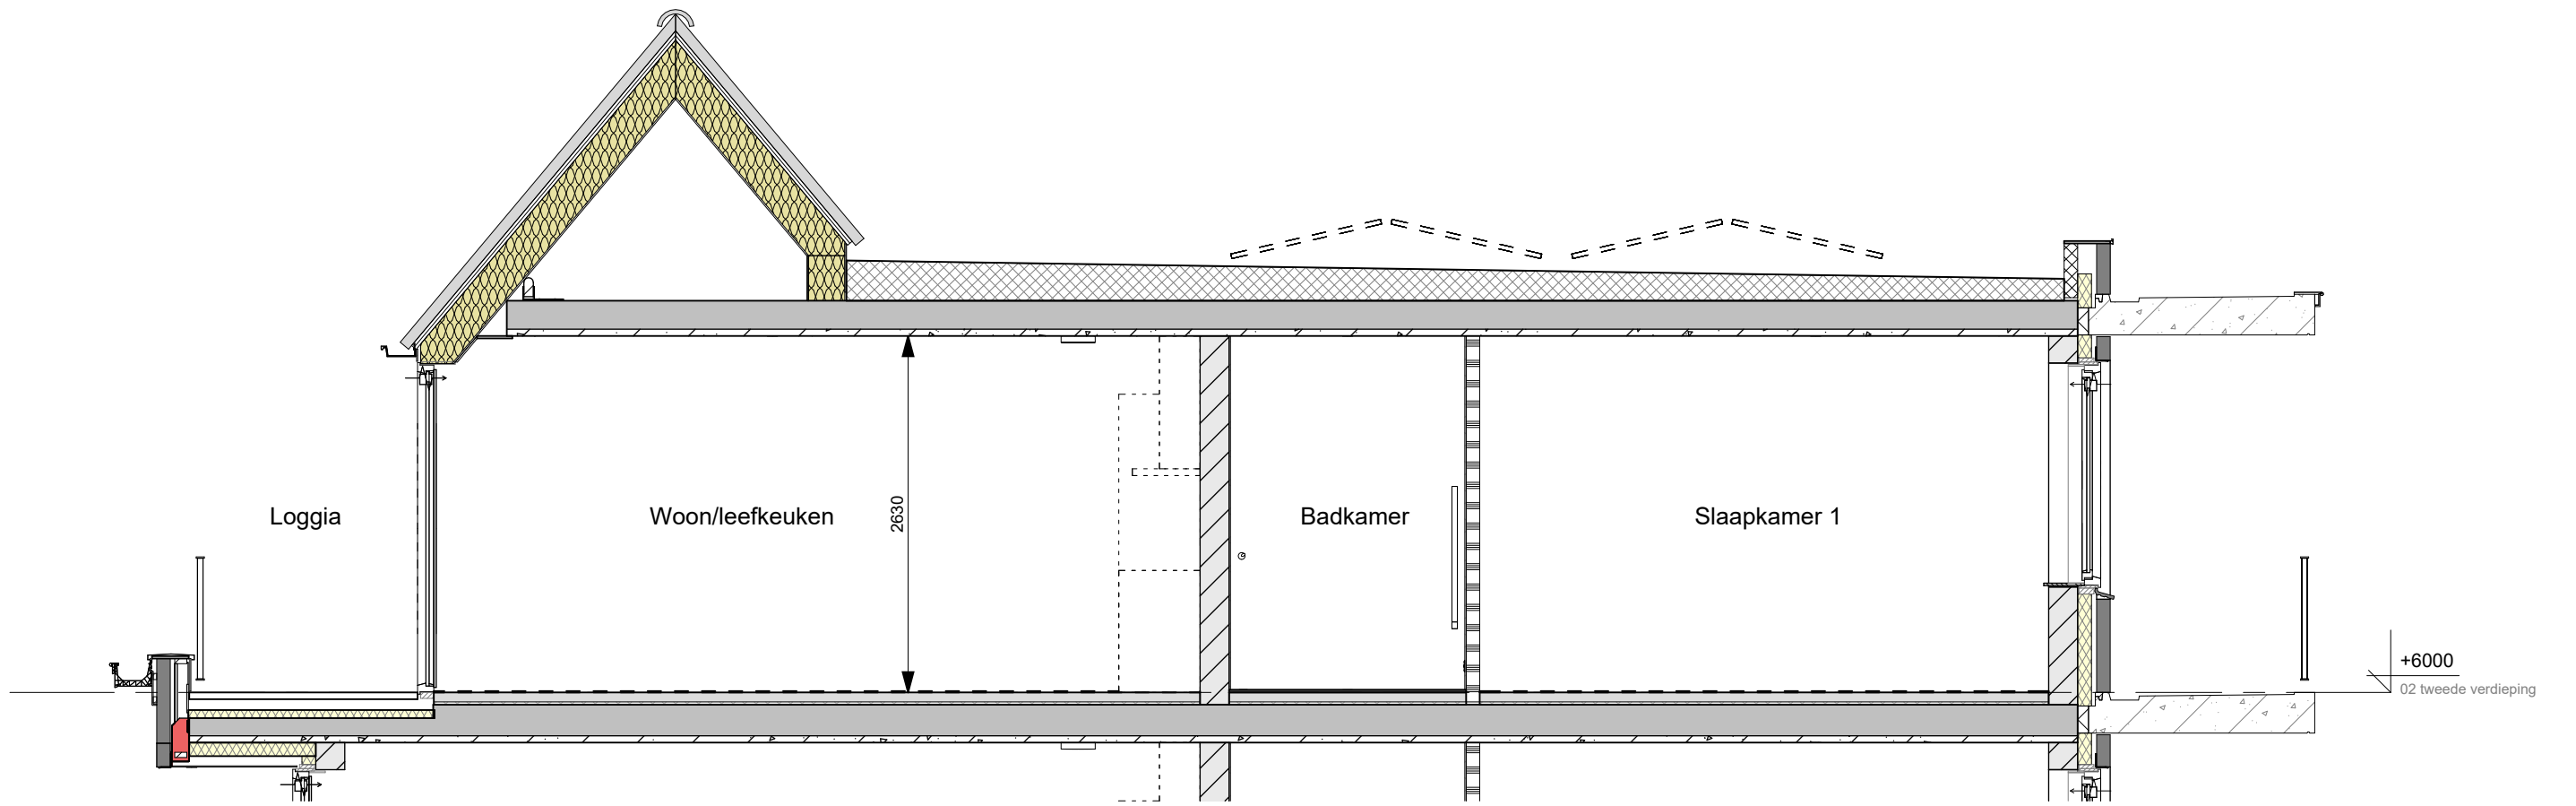 Loggia
Woon/leefkeuken
2630
Badkamer
Slaapkamer 1
+6000
02 tweede verdieping